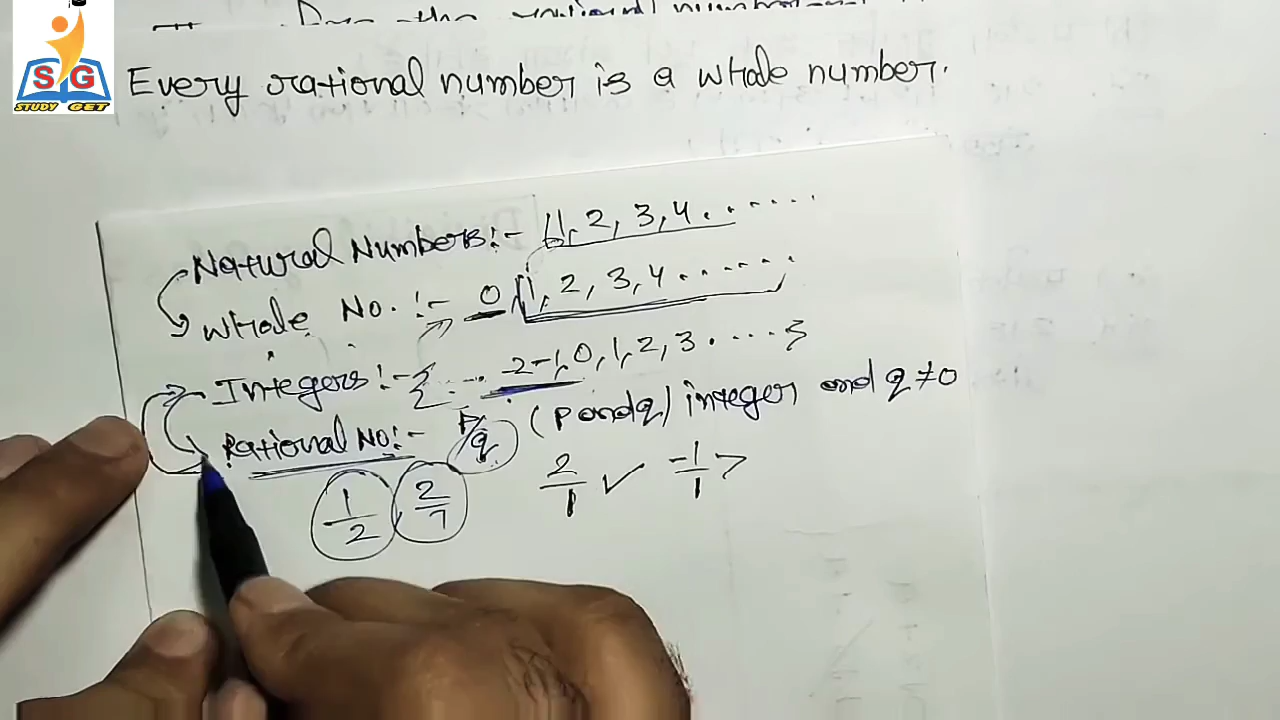 SG
STUDY GET
Every rational number is a whole number.
Natural Numbers:- 1, 2, 3, 4.........
Whole No. :- 0, 1, 2, 3, 4.........
Integers :- {..... -2 -1, 0, 1, 2, 3.....}
Rational No:- P/q (P and q) integer and q ≠ 0
1/2 2/7 2/1 ✓ -1/1 >